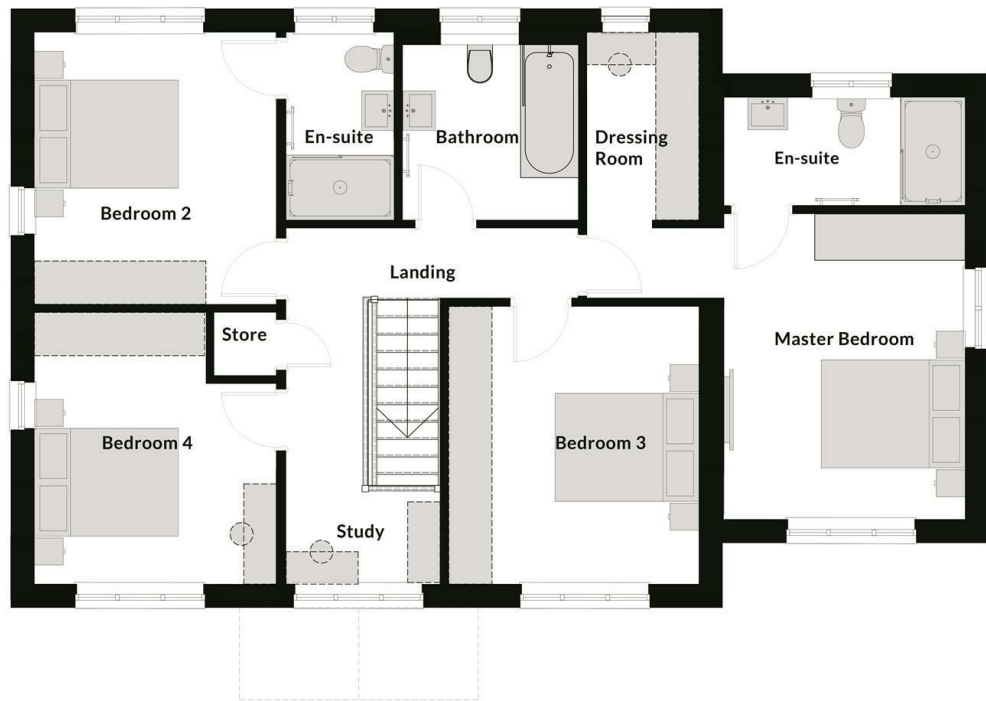 En-suite
Bathroom
Dressing
Room
En-suite
Bedroom 2
Landing
Store
Master Bedroom
Bedroom 4
Bedroom 3
Study